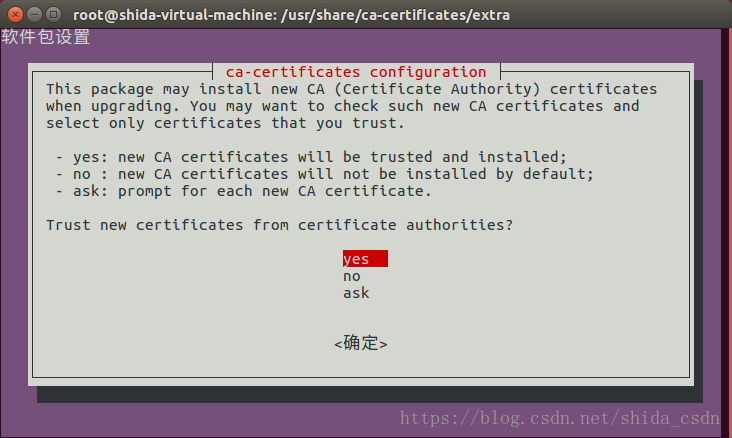 root@shida-virtual-machine: /usr/share/ca-certificates/extra
软件包设置
ca-certificates configuration
This package may install new CA (Certificate Authority) certificates
when upgrading. You may want to check such new CA certificates and
select only certificates that you trust.
- yes: new CA certificates will be trusted and installed;
- no : new CA certificates will not be installed by default;
- ask: prompt for each new CA certificate.
Trust new certificates from certificate authorities?
yes
no
ask
<确定>
https://blog.csdn.net/shida_csdn